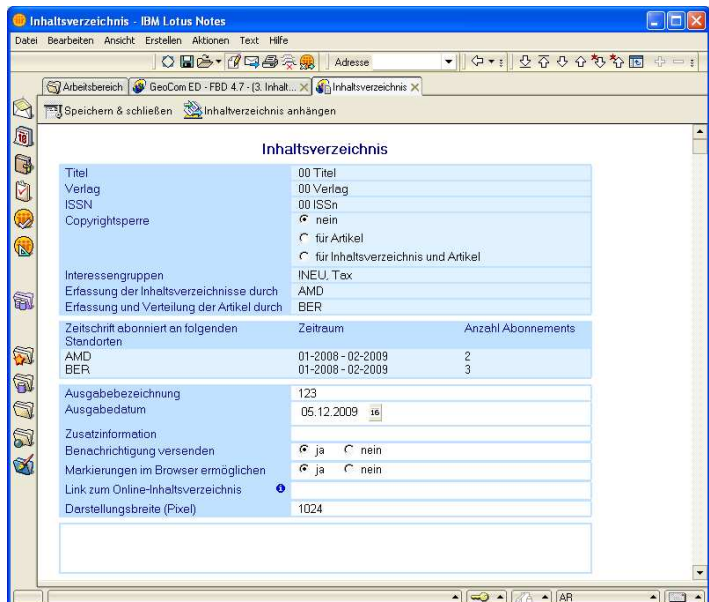 Inhaltsverzeichnis - IBM Lotus Notes
Datei Bearbeiten Ansicht Erstellen Aktionen Text Hilfe
Adresse
Arbeitsbereich GeoCom ED - FBD 4.7 - (3. Inhalt... Inhaltsverzeichnis
Speichern & schließen Inhaltverzeichnis anhängen
Inhaltsverzeichnis
Titel 00 Titel
Verlag 00 Verlag
ISSN 00 ISSn
Copyrightsperre nein
für Artikel
für Inhaltsverzeichnis und Artikel
Interessengruppen !NEU, Tax
Erfassung der Inhaltsverzeichnisse durch AMD
Erfassung und Verteilung der Artikel durch BER
Zeitschrift abonniert an folgenden Zeitraum Anzahl Abonnements
Standorten
AMD 01-2008 - 02-2009 2
BER 01-2008 - 02-2009 3
Ausgabebezeichnung 123
Ausgabedatum 05.12.2009 16
Zusatzinformation
Benachrichtigung versenden ja nein
Markierungen im Browser ermöglichen ja nein
Link zum Online-Inhaltsverzeichnis
Darstellungsbreite (Pixel) 1024
AR